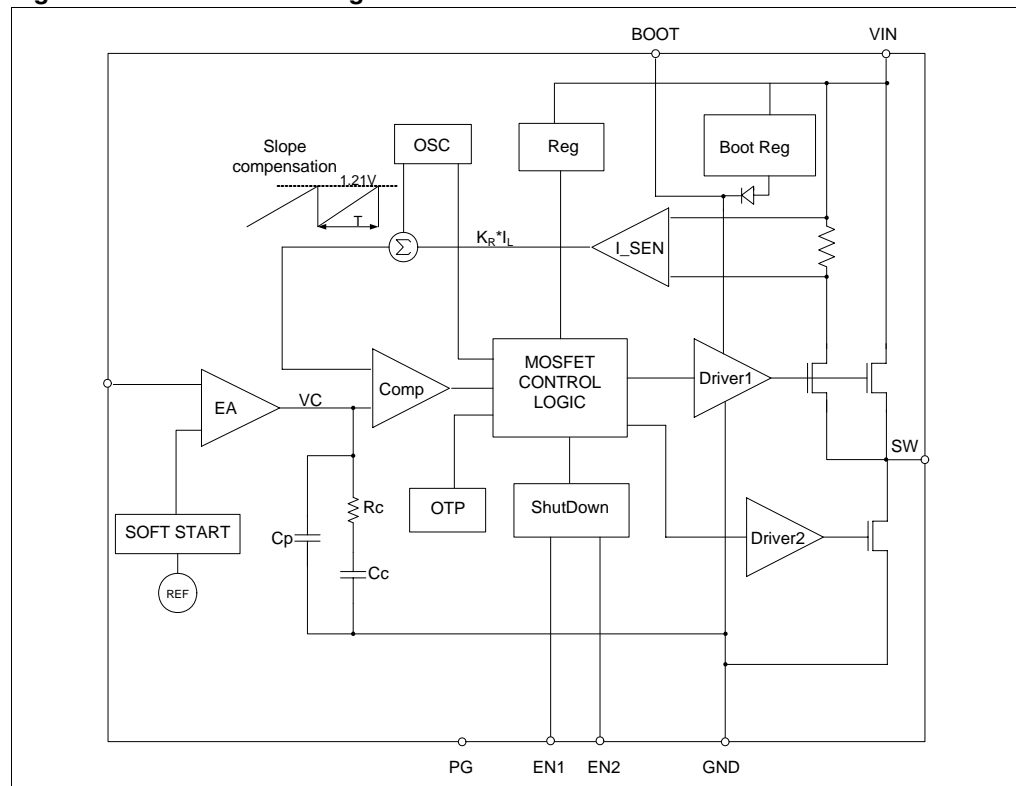 BOOT
VIN
OSC
Reg
Boot Reg
Slope
compensation
1.21V
T
Σ
KR*IL
I_SEN
MOSFET
CONTROL
LOGIC
Comp
Driver1
EA
VC
SW
OTP
ShutDown
Rc
Cp
Cc
Driver2
SOFT START
REF
PG
EN1
EN2
GND